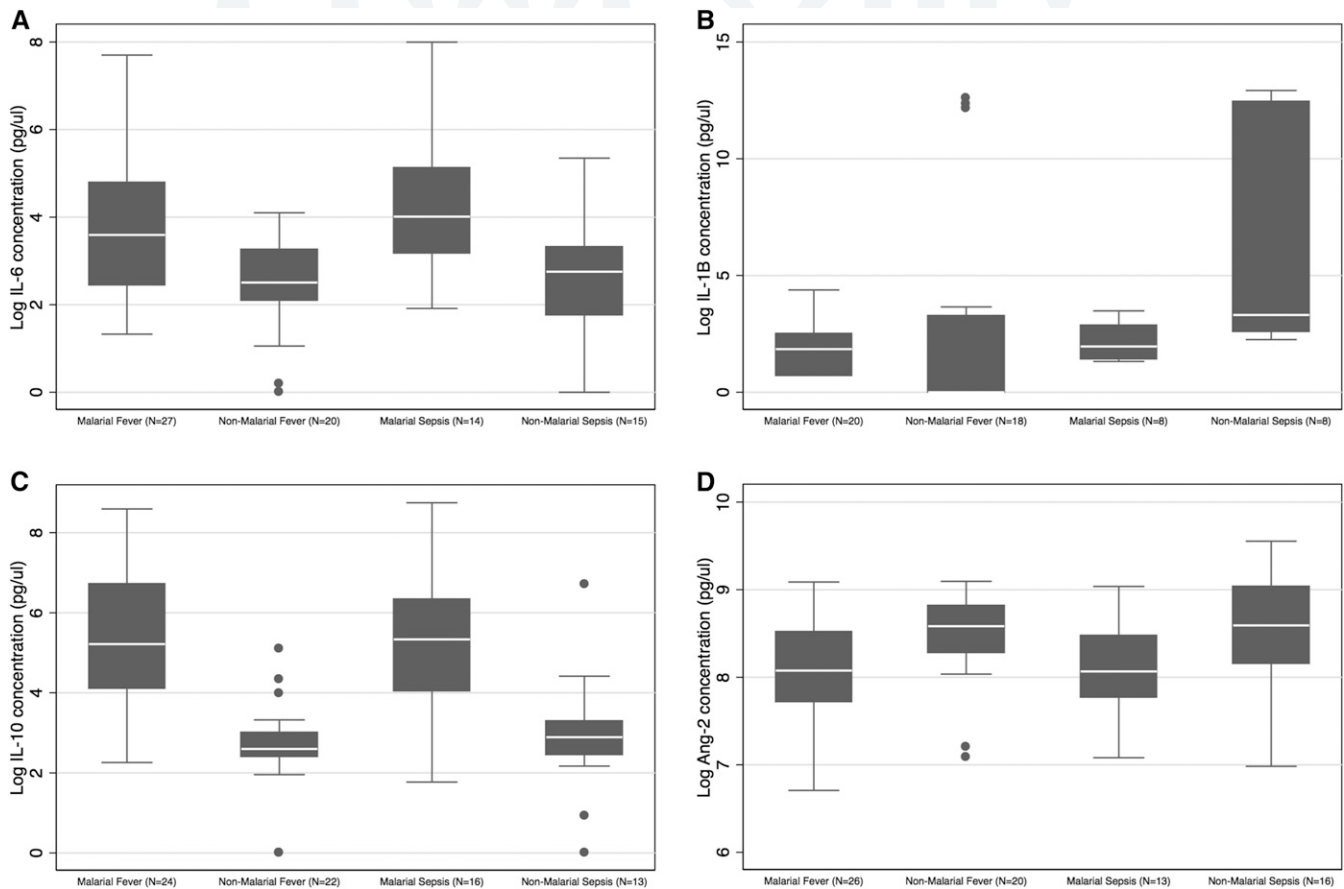 A
Log IL-6 concentration (pg/ul)
8
6
4
2
0
Malarial Fever (N=27) Non-Malarial Fever (N=20) Malarial Sepsis (N=14) Non-Malarial Sepsis (N=15)
B
Log IL-1B concentration (pg/ul)
15
10
5
0
Malarial Fever (N=20) Non-Malarial Fever (N=18) Malarial Sepsis (N=8) Non-Malarial Sepsis (N=8)
C
Log IL-10 concentration (pg/ul)
8
6
4
2
0
Malarial Fever (N=24) Non-Malarial Fever (N=22) Malarial Sepsis (N=16) Non-Malarial Sepsis (N=13)
D
Log Ang-2 concentration (pg/ul)
10
9
8
7
6
Malarial Fever (N=26) Non-Malarial Fever (N=20) Malarial Sepsis (N=13) Non-Malarial Sepsis (N=16)